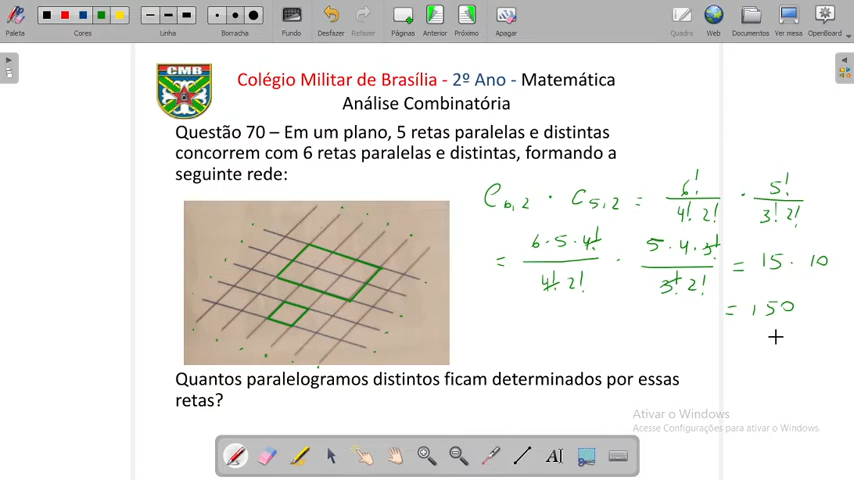 Paleta
Cores
Linha
Borracha
Fundo
Desfazer
Refazer
Páginas
Anterior
Próximo
Apagar
Quadro
Web
Documentos
Ver Mesa
OpenBoard
CMB
Colégio Militar de Brasília - 2º Ano - Matemática
Análise Combinatória
Questão 70 – Em um plano, 5 retas paralelas e distintas
concorrem com 6 retas paralelas e distintas, formando a
seguinte rede:
C6,2 · C5,2 = 6!/4! 2! · 5!/3! 2!
= 6·5·4!/4! 2! · 5·4·3!/3! 2! = 15 · 10
= 150
Quantos paralelogramos distintos ficam determinados por essas
retas?
Ativar o Windows
Acesse Configurações para ativar o Windows.
AI